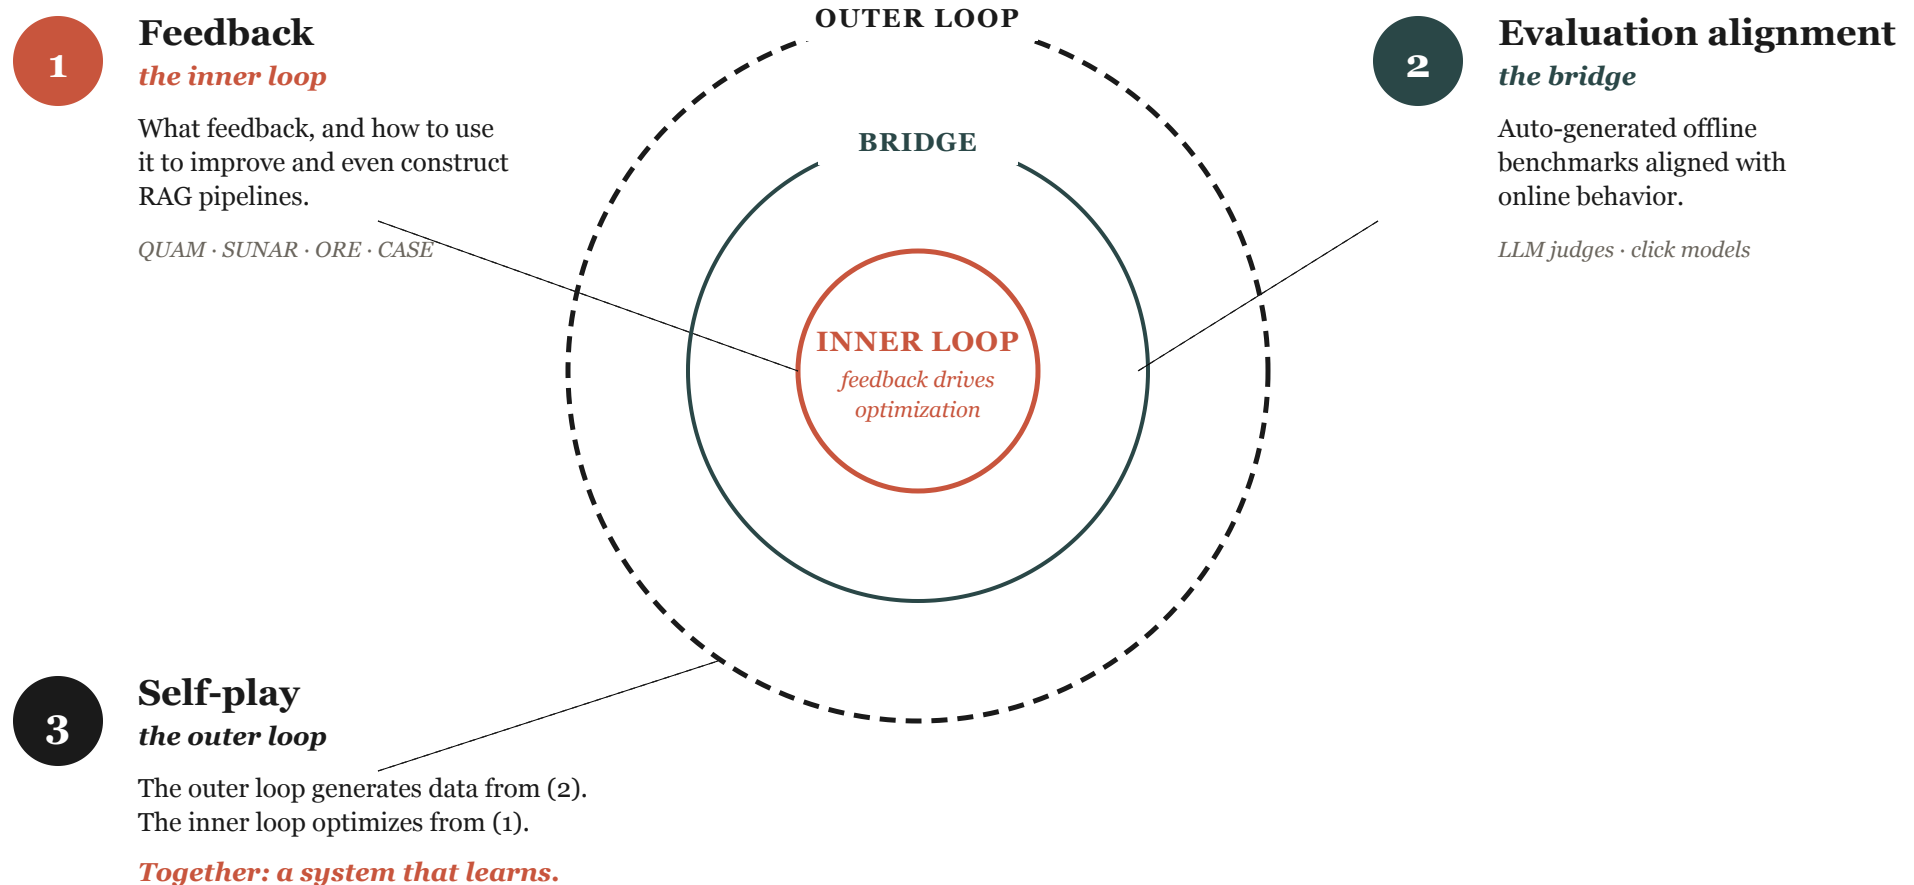 OUTER LOOP
1
Feedback
the inner loop
What feedback, and how to use
it to improve and even construct
RAG pipelines.
QUAM · SUNAR · ORE · CASE
2
Evaluation alignment
the bridge
Auto-generated offline
benchmarks aligned with
online behavior.
LLM judges · click models
BRIDGE
INNER LOOP
feedback drives
optimization
3
Self-play
the outer loop
The outer loop generates data from (2).
The inner loop optimizes from (1).
Together: a system that learns.